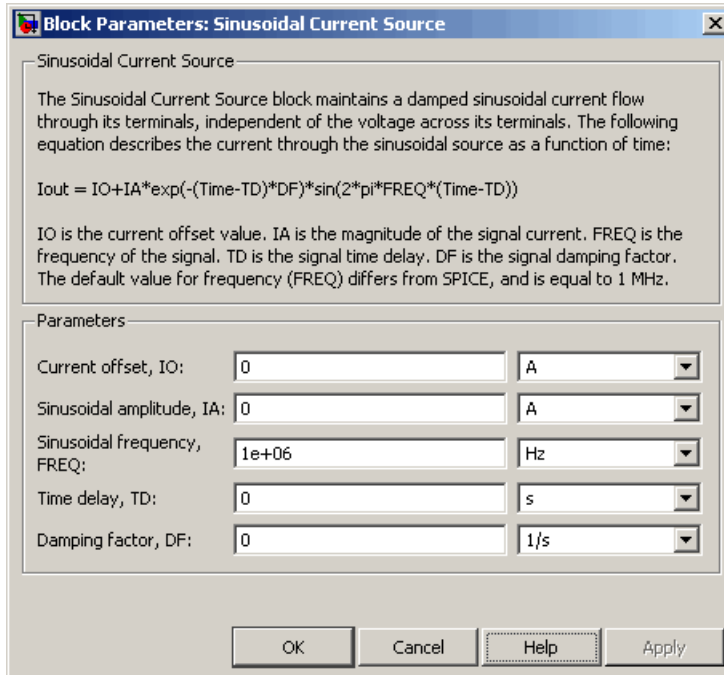 Block Parameters: Sinusoidal Current Source
Sinusoidal Current Source
The Sinusoidal Current Source block maintains a damped sinusoidal current flow
through its terminals, independent of the voltage across its terminals. The following
equation describes the current through the sinusoidal source as a function of time:
Iout = IO+IA*exp(-(Time-TD)*DF)*sin(2*pi*FREQ*(Time-TD))
IO is the current offset value. IA is the magnitude of the signal current. FREQ is the
frequency of the signal. TD is the signal time delay. DF is the signal damping factor.
The default value for frequency (FREQ) differs from SPICE, and is equal to 1 MHz.
Parameters
Current offset, IO: 0 A
Sinusoidal amplitude, IA: 0 A
Sinusoidal frequency,
FREQ: 1e+06 Hz
Time delay, TD: 0 s
Damping factor, DF: 0 1/s
OK Cancel Help Apply